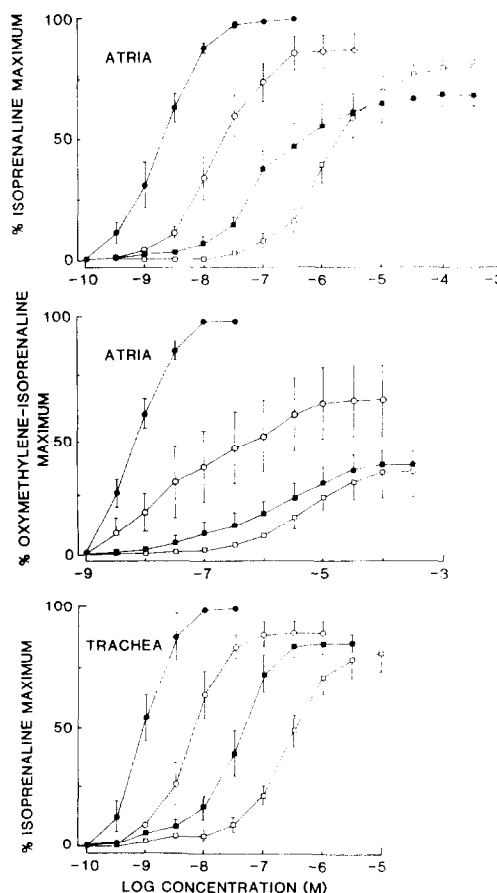 100
ATRIA
50
0
% ISOPRENALINE MAXIMUM
-10 -9 -8 -7 -6 -5 -4 -3
100
ATRIA
50
0
% OXYMETHYLENE-ISOPRENALINE
MAXIMUM
-9 -7 -5 -3
100
TRACHEA
50
0
% ISOPRENALINE MAXIMUM
-10 -9 -8 -7 -6 -5
LOG CONCENTRATION (M)